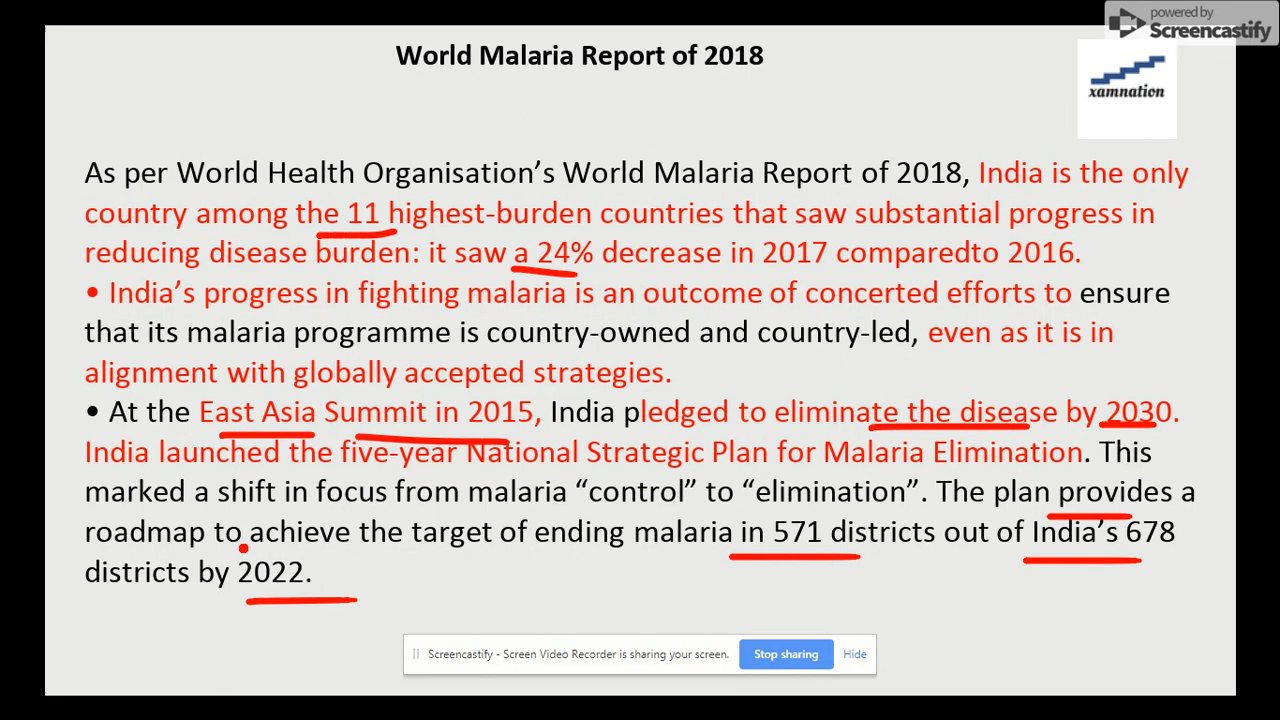 powered by
Screencastify
World Malaria Report of 2018
xamnation
As per World Health Organisation’s World Malaria Report of 2018, India is the only
country among the 11 highest-burden countries that saw substantial progress in
reducing disease burden: it saw a 24% decrease in 2017 comparedto 2016.
• India’s progress in fighting malaria is an outcome of concerted efforts to ensure
that its malaria programme is country-owned and country-led, even as it is in
alignment with globally accepted strategies.
• At the East Asia Summit in 2015, India pledged to eliminate the disease by 2030.
India launched the five-year National Strategic Plan for Malaria Elimination. This
marked a shift in focus from malaria “control” to “elimination”. The plan provides a
roadmap to achieve the target of ending malaria in 571 districts out of India’s 678
districts by 2022.
Screencastify - Screen Video Recorder is sharing your screen. Stop sharing Hide